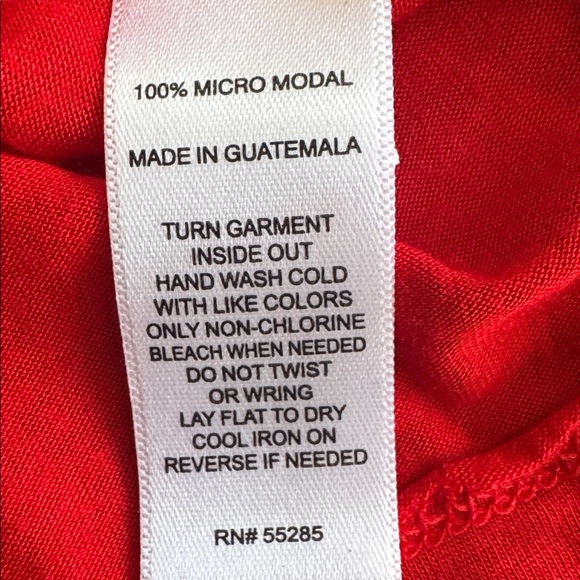 100% MICRO MODAL
MADE IN GUATEMALA
TURN GARMENT
INSIDE OUT
HAND WASH COLD
WITH LIKE COLORS
ONLY NON-CHLORINE
BLEACH WHEN NEEDED
DO NOT TWIST
OR WRING
LAY FLAT TO DRY
COOL IRON ON
REVERSE IF NEEDED
RN# 55285